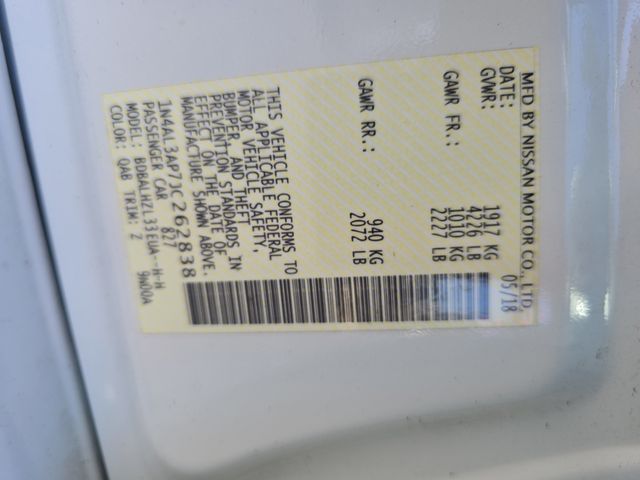 MFD BY NISSAN MOTOR CO., LTD.
DATE: 05/18
GVWR: 1917 KG
4226 LB
GAWR FR.: 1010 KG
2227 LB
GAWR RR.: 940 KG
2072 LB
THIS VEHICLE CONFORMS TO
ALL APPLICABLE FEDERAL
MOTOR VEHICLE SAFETY,
BUMPER, AND THEFT
PREVENTION STANDARDS IN
EFFECT ON THE DATE OF
MANUFACTURE SHOWN ABOVE.
1N4AL3AP7JC262838
PASSENGER CAR 827
MODEL: BDBALHZL33EUA--H-H
COLOR: QAB TRIM: Z 9W00A